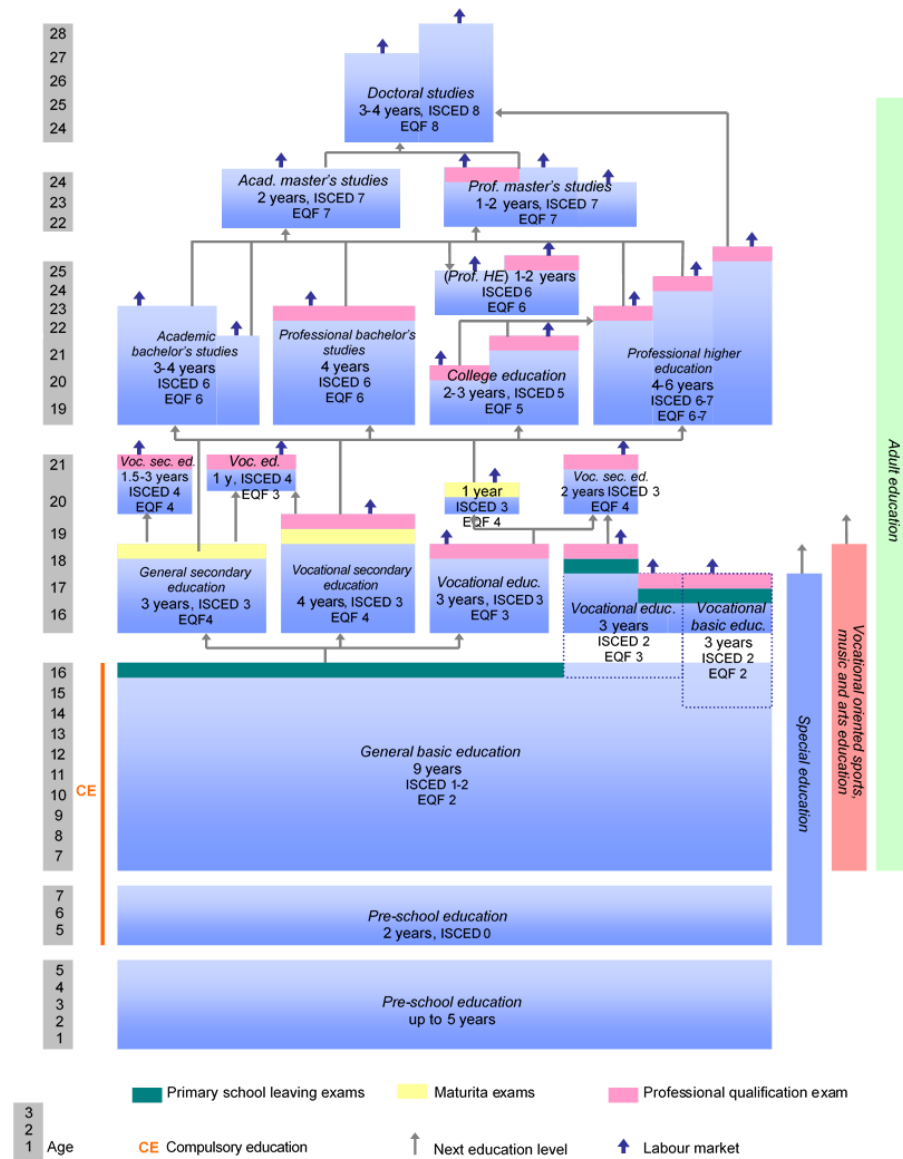 28
27
26
25
24
Doctoral studies
3-4 years, ISCED 8
EQF 8
24
23
22
Acad. master's studies
2 years, ISCED 7
EQF 7
Prof. master's studies
1-2 years, ISCED 7
EQF 7
25
24
23
22
21
20
19
(Prof. HE) 1-2 years
ISCED 6
EQF 6
Academic
bachelor's studies
3-4 years
ISCED 6
EQF 6
Professional bachelor's
studies
4 years
ISCED 6
EQF 6
College education
2-3 years, ISCED 5
EQF 5
Professional higher
education
4-6 years
ISCED 6-7
EQF 6-7
21
20
19
18
17
16
Voc. sec. ed.
1.5-3 years
ISCED 4
EQF 4
Voc. ed.
1 y, ISCED 4
EQF 3
1 year
ISCED 3
EQF 4
Voc. sec. ed.
2 years ISCED 3
EQF 4
General secondary
education
3 years, ISCED 3
EQF4
Vocational secondary
education
4 years, ISCED 3
EQF 4
Vocational educ.
3 years, ISCED 3
EQF 3
Vocational educ.
3 years
ISCED 2
EQF 3
Vocational
basic educ.
3 years
ISCED 2
EQF 2
16
15
14
13
12
11
10
9
8
7
CE
General basic education
9 years
ISCED 1-2
EQF 2
7
6
5
Pre-school education
2 years, ISCED 0
5
4
3
2
1
Pre-school education
up to 5 years
Special education
Vocational oriented sports,
music and arts education
Adult education
Primary school leaving exams
Maturita exams
Professional qualification exam
3
2
1
Age
CE Compulsory education
Next education level
Labour market